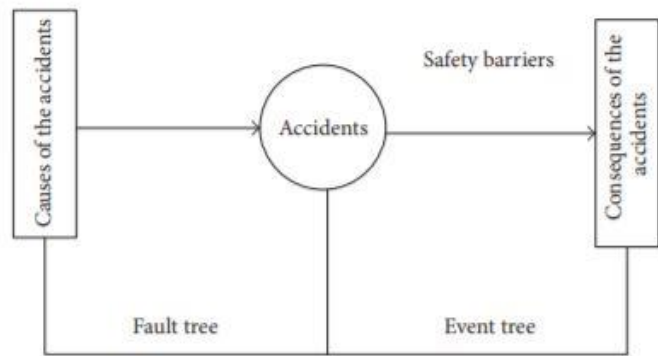 Causes of the accidents
Accidents
Safety barriers
Consequences of the
accidents
Fault tree
Event tree